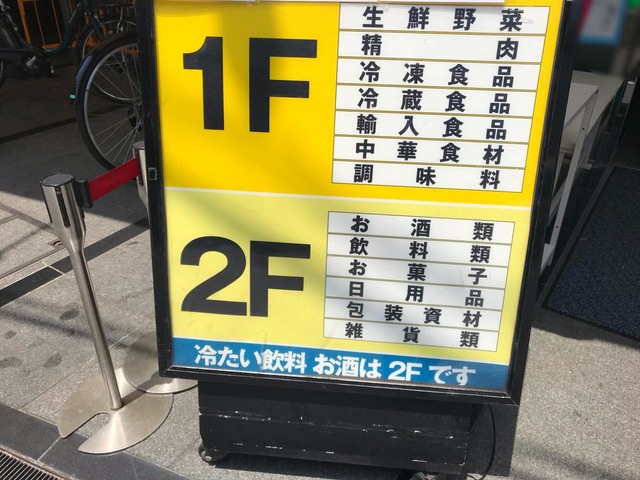 1F
生鮮野菜
精肉
冷凍食品
冷蔵食品
輸入食品
中華食材
調味料
2F
お酒類
飲料類
お菓子
日用品
包装資材
雑貨類
冷たい飲料 お酒は 2F です